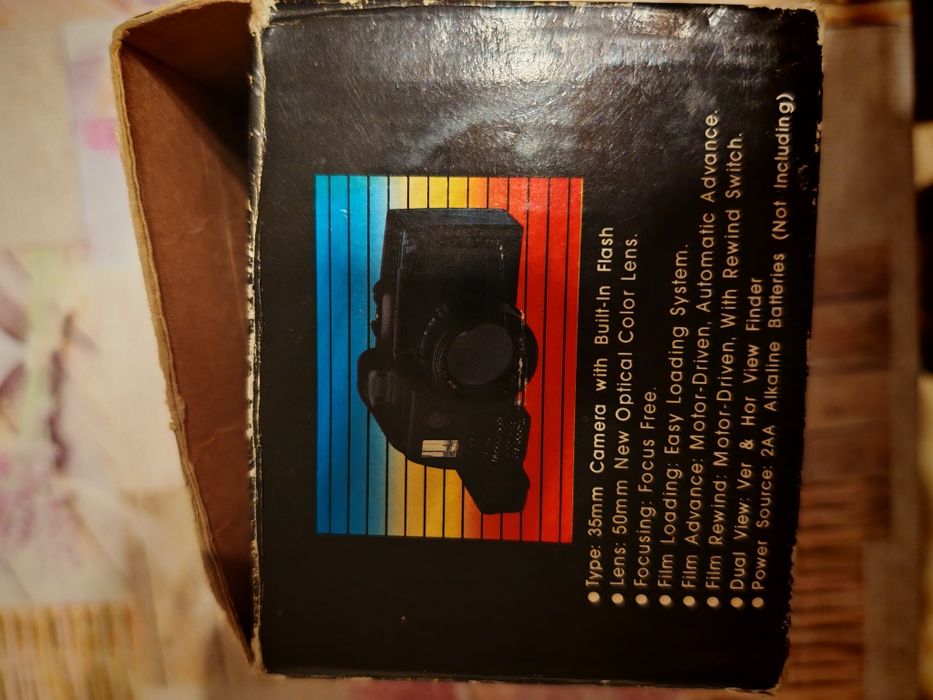 ● Type: 35mm Camera with Built-In Flash
● Lens: 50mm New Optical Color Lens.
● Focusing: Focus Free.
● Film Loading: Easy Loading System.
● Film Advance: Motor-Driven, Automatic Advance.
● Film Rewind: Motor-Driven, With Rewind Switch.
● Dual View: Ver & Hor View Finder
● Power Source: 2AA Alkaline Batteries (Not Including)